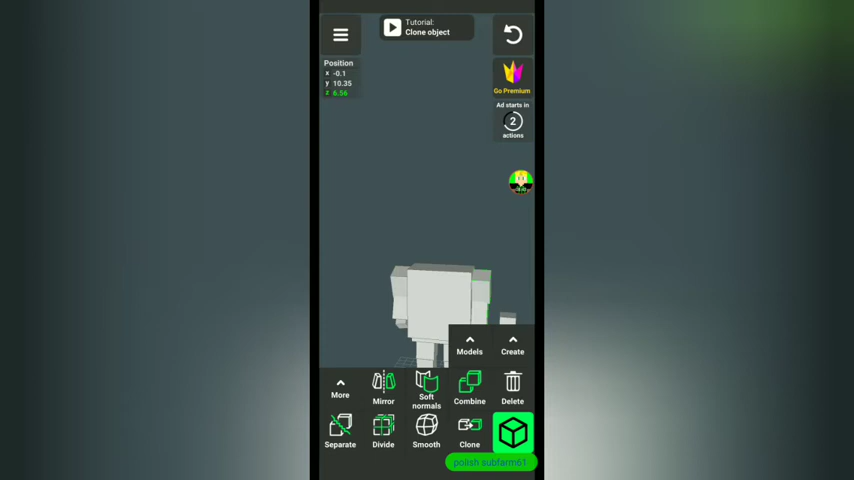 Tutorial:
Clone object
Position
x -0.1
y 10.35
z 6.56
Go Premium
Ad starts in
2
actions
Models
Create
More
Mirror
Soft
normals
Combine
Delete
Separate
Divide
Smooth
Clone
polish subfarm61